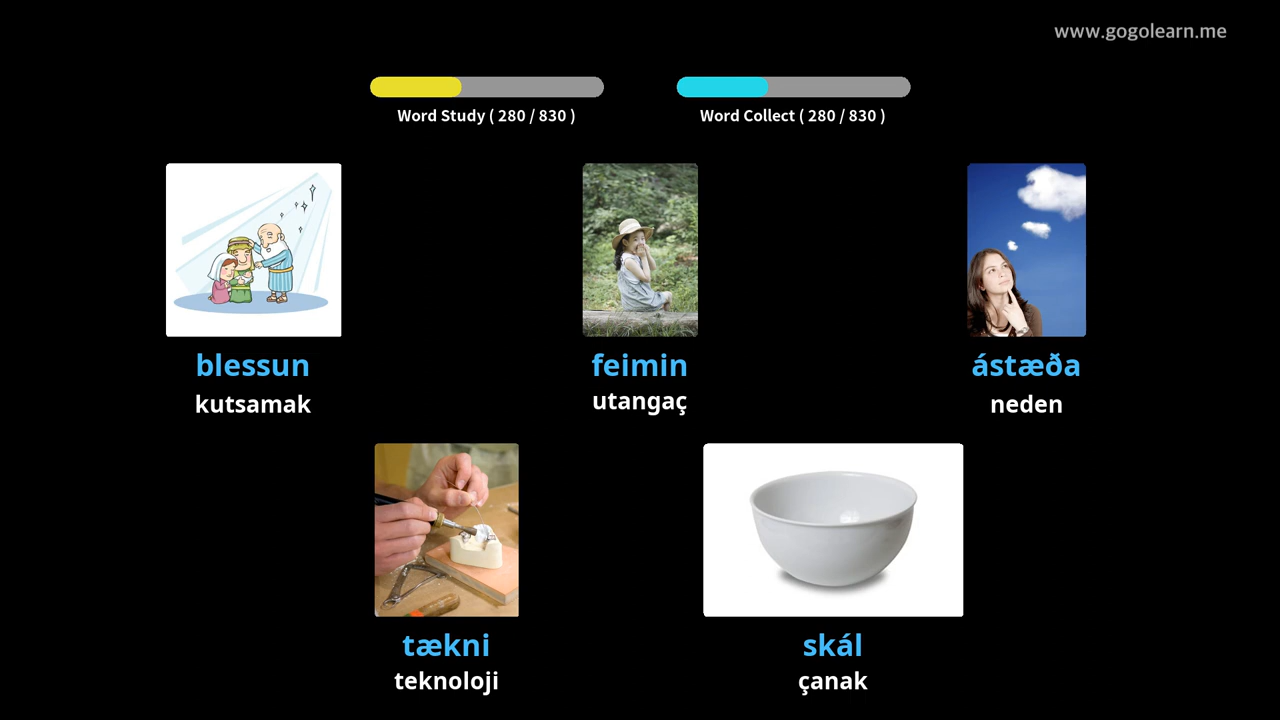 www.gogolearn.me
Word Study ( 280 / 830 )
Word Collect ( 280 / 830 )
blessun
kutsamak
feimin
utangaç
ástæða
neden
tækni
teknoloji
skál
çanak